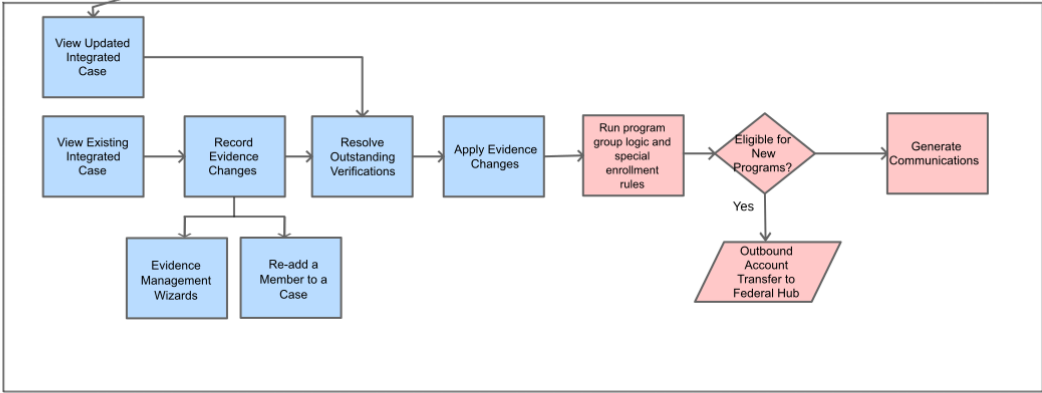 View Updated
Integrated
Case
View Existing
Integrated
Case
Record
Evidence
Changes
Resolve
Outstanding
Verifications
Apply Evidence
Changes
Run program
group logic and
special
enrollment
rules
Eligible for
New
Programs?
Generate
Communications
Yes
Evidence
Management
Wizards
Re-add a
Member to a
Case
Outbound
Account
Transfer to
Federal Hub